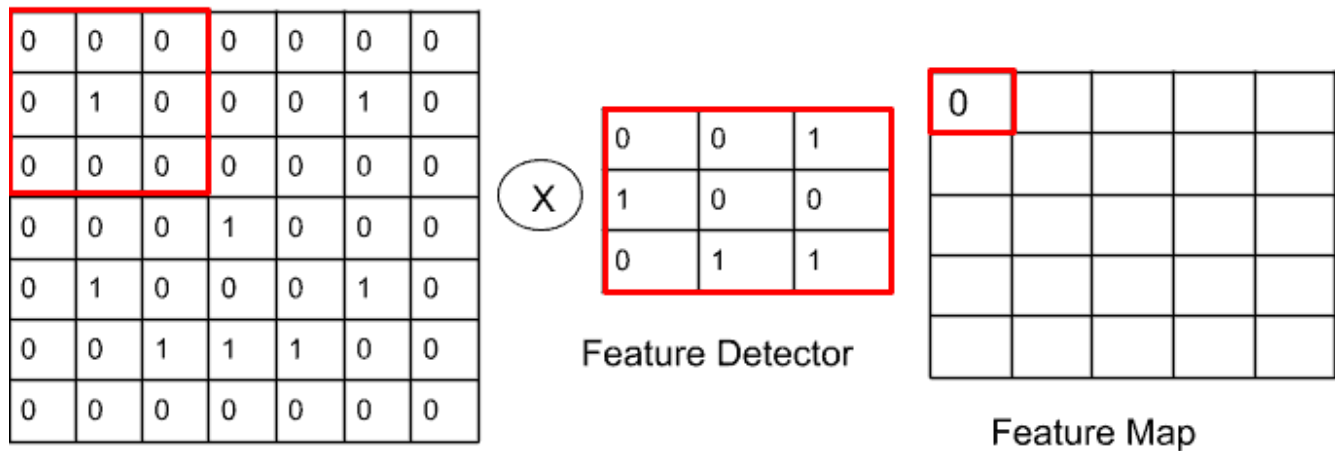 0 0 0 0 0 0 0
0 1 0 0 0 1 0
0 0 0 0 0 0 0
0 0 0 1 0 0 0
0 1 0 0 0 1 0
0 0 1 1 1 0 0
0 0 0 0 0 0 0
X
0 0 1
1 0 0
0 1 1
Feature Detector
0
Feature Map